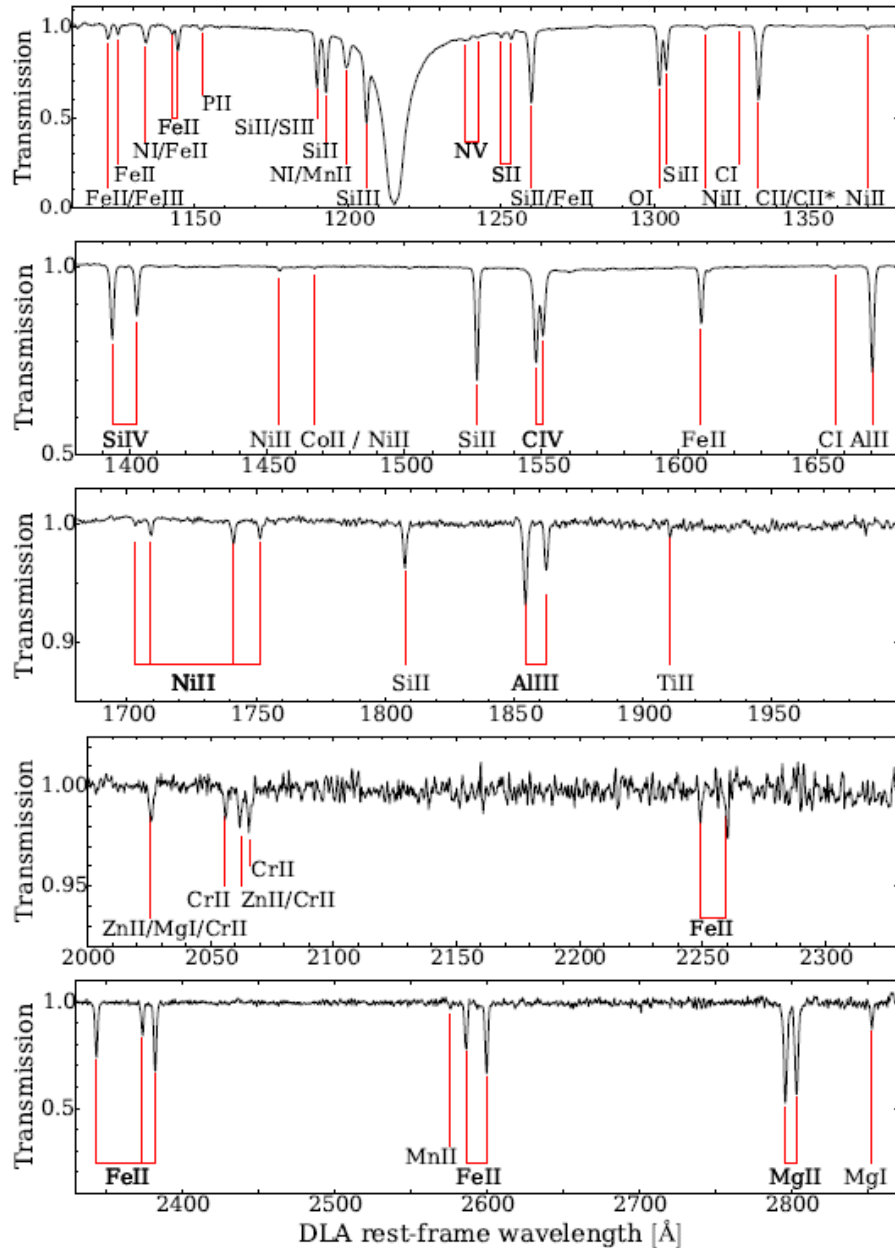 1.0
0.5
0.0
Transmission
PII
FeII
SiII/SIII
NI/FeII
SiII
NV
SII
FeII
NI/MnII
SiII
CI
FeII/FeIII
SiIII
SiII/FeII
OI
NiII
CII/CII*
NiII
1150
1200
1250
1300
1350
1.0
0.5
Transmission
SiIV
NiII
CoII / NiII
SiII
CIV
FeII
CI
AlII
1400
1450
1500
1550
1600
1650
1.0
0.9
Transmission
NiII
SiII
AlIII
TiII
1700
1750
1800
1850
1900
1950
1.00
0.95
Transmission
CrII
CrII
ZnII/CrII
ZnII/MgI/CrII
FeII
2000
2050
2100
2150
2200
2250
2300
1.0
0.5
Transmission
MnII
FeII
FeII
MgII
MgI
2400
2500
2600
2700
2800
DLA rest-frame wavelength [Å]